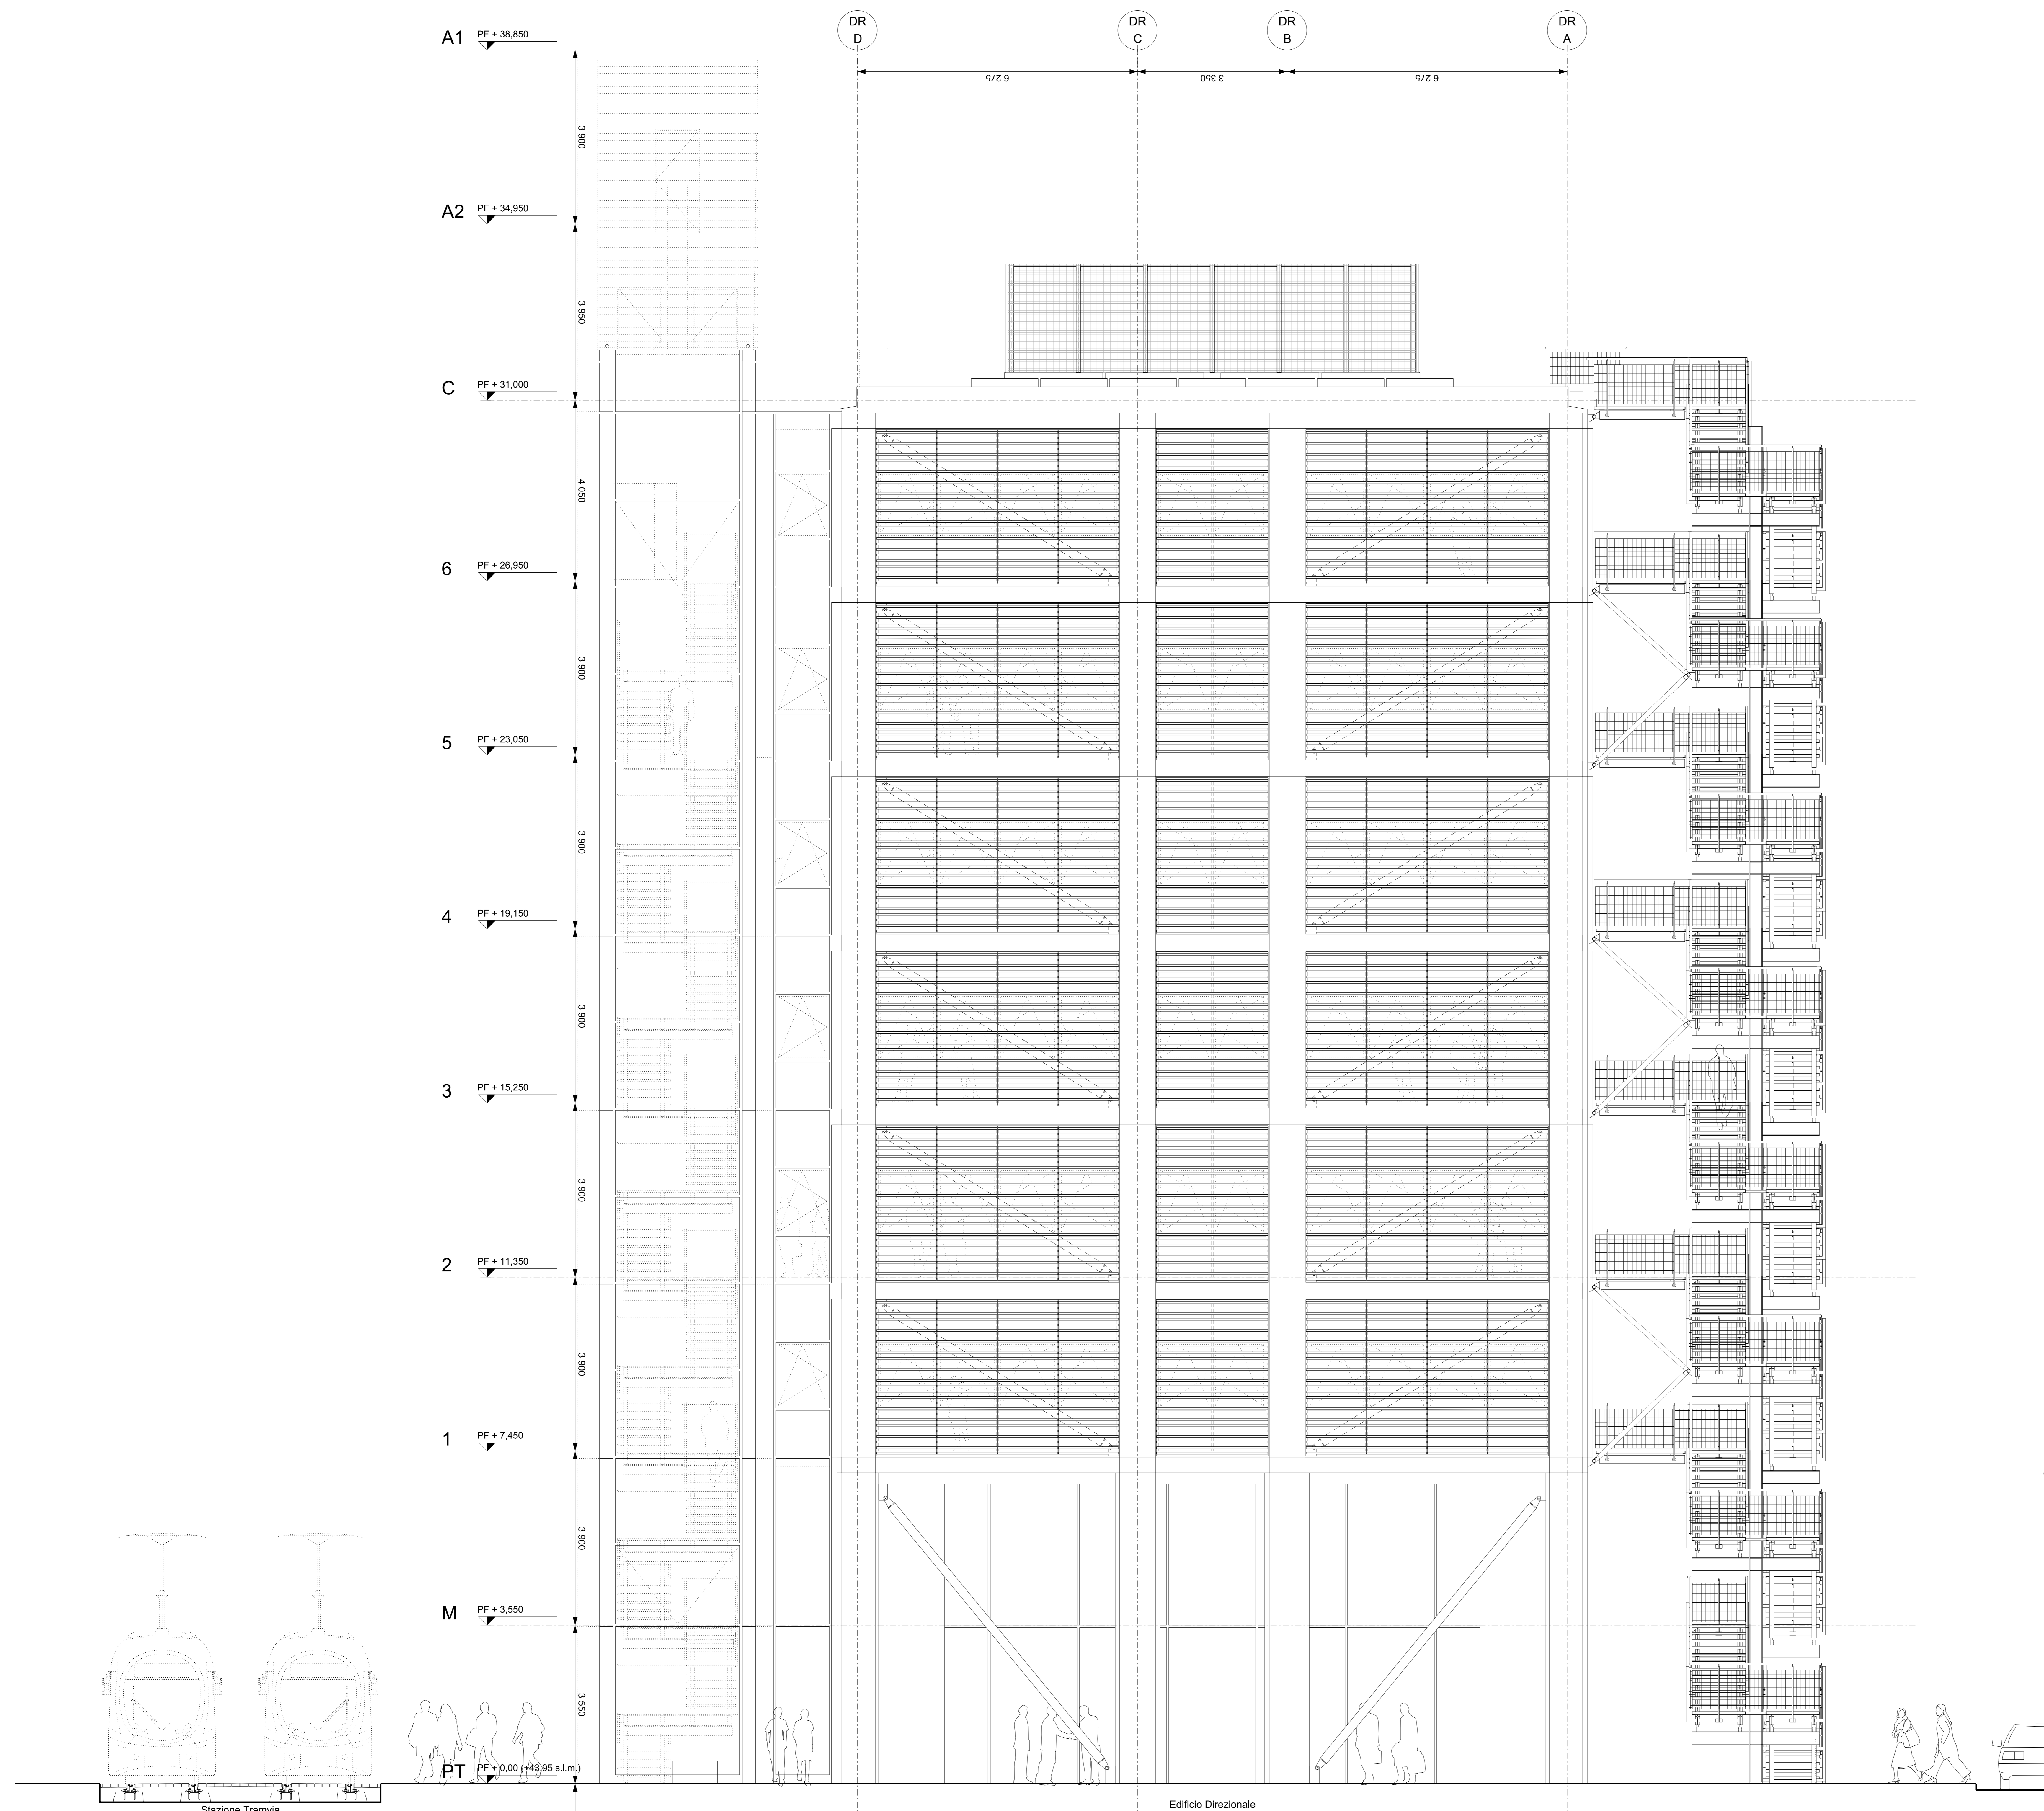 DR
D
DR
C
DR
B
DR
A
A1 PF + 38,850
6 275
3 350
6 275
3 900
A2 PF + 34,950
3 950
C PF + 31,000
4 050
6 PF + 26,950
3 900
5 PF + 23,050
3 900
4 PF + 19,150
3 900
3 PF + 15,250
3 900
2 PF + 11,350
3 900
1 PF + 7,450
3 900
M PF + 3,550
3 550
PT PF + 0,00 (+43,95 s.l.m.)
Stazione Tramvia
Edificio Direzionale